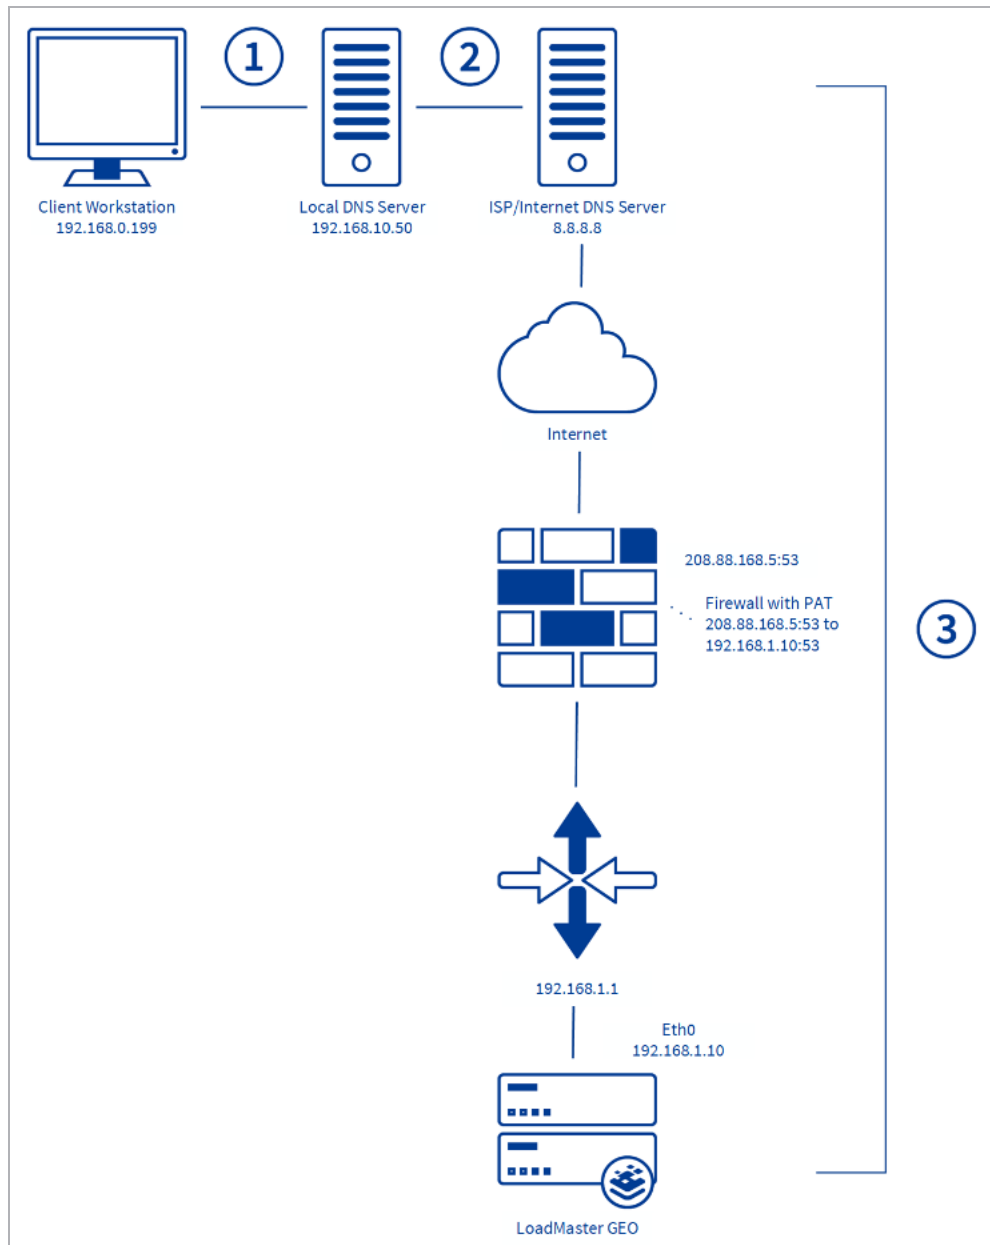 1
2
Client Workstation
192.168.0.199
Local DNS Server
192.168.10.50
ISP/Internet DNS Server
8.8.8.8
Internet
208.88.168.5:53
Firewall with PAT
208.88.168.5:53 to
192.168.1.10:53
3
192.168.1.1
Eth0
192.168.1.10
LoadMaster GEO